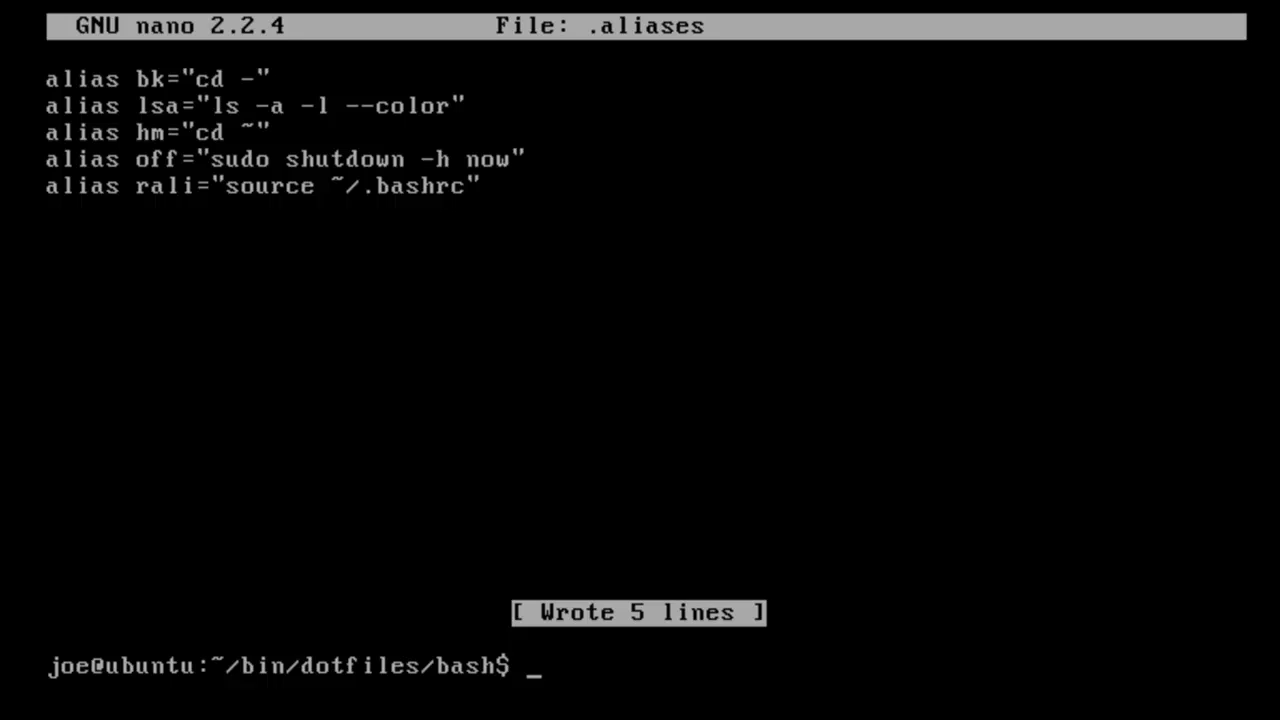 GNU nano 2.2.4 File: .aliases
alias bk="cd -"
alias lsa="ls -a -l --color"
alias hm="cd ~"
alias off="sudo shutdown -h now"
alias rali="source ~/.bashrc"
[ Wrote 5 lines ]
joe@ubuntu:~/bin/dotfiles/bash$ _